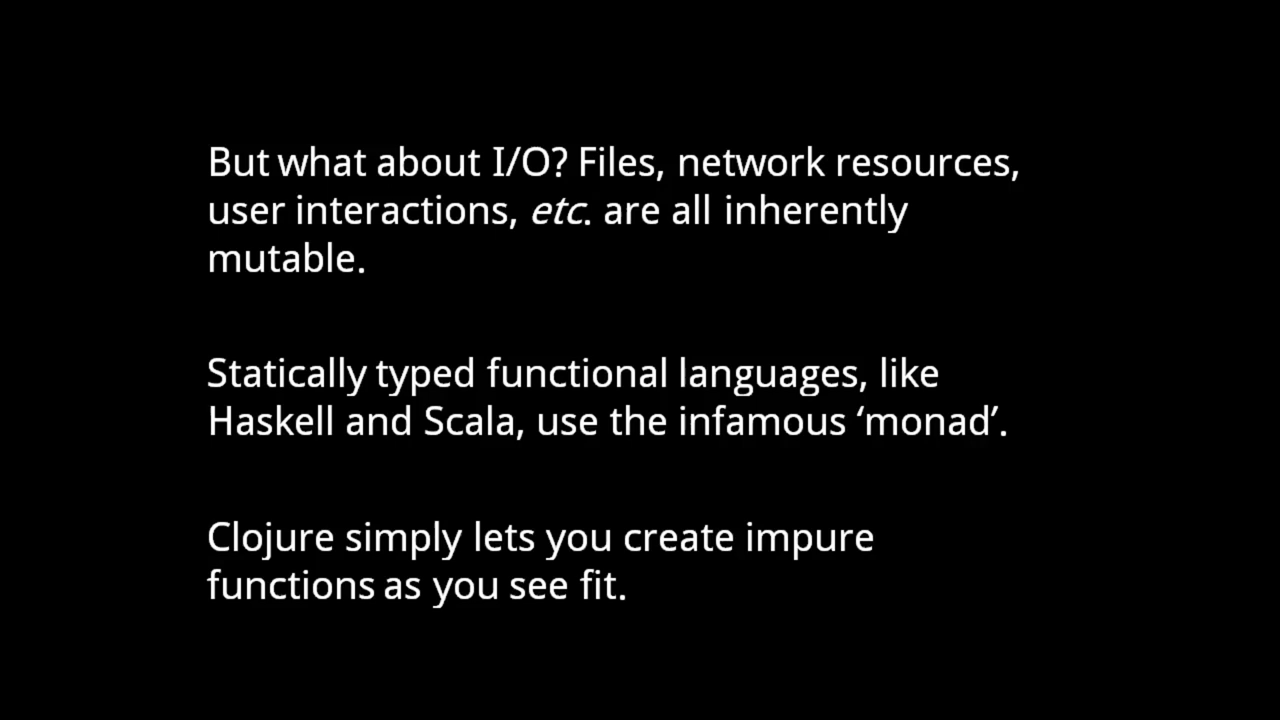 But what about I/O? Files, network resources,
user interactions, etc. are all inherently
mutable.
Statically typed functional languages, like
Haskell and Scala, use the infamous ‘monad’.
Clojure simply lets you create impure
functions as you see fit.